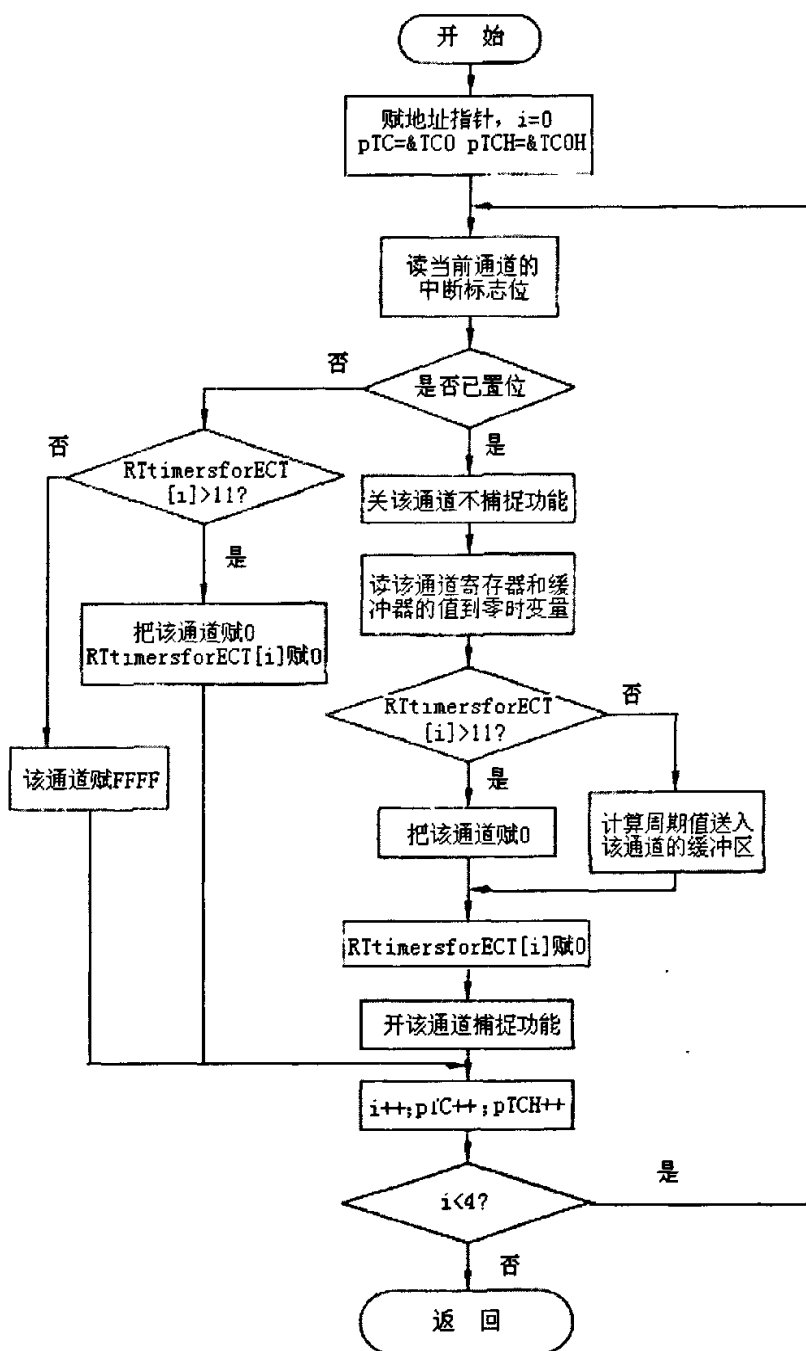 开 始
赋地址指针，i=0
pTC=&TC0 pTCH=&TC0H
读当前通道的
中断标志位
否
是否已置位
否
RTtimersforECT
[i]>11?
是
是
关该通道不捕捉功能
读该通道寄存器和缓
冲器的值到零时变量
把该通道赋0
RTtimersforECT[i]赋0
RTtimersforECT
[i]>11?
否
该通道赋FFFF
是
把该通道赋0
计算周期值送入
该通道的缓冲区
RTtimersforECT[i]赋0
开该通道捕捉功能
i++;pTC++;pTCH++
i<4?
是
否
返 回